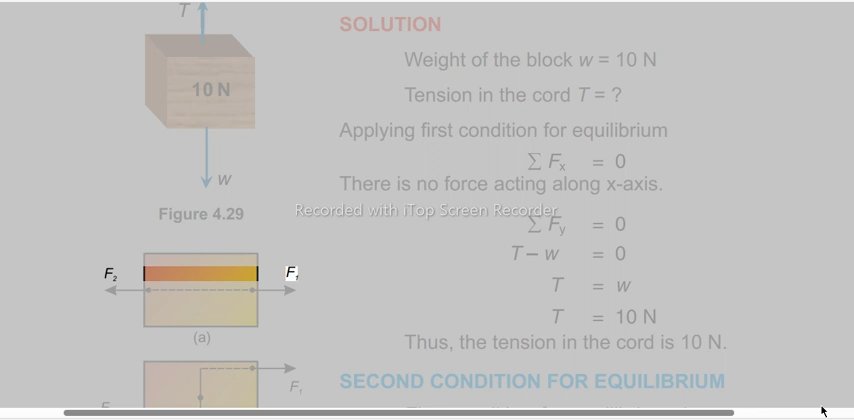 T
10 N
w
Figure 4.29
F₂ F₁
(a)
F₁
SOLUTION
Weight of the block w = 10 N
Tension in the cord T = ?
Applying first condition for equilibrium
∑ Fₓ = 0
There is no force acting along x-axis.
Recorded with iTop Screen Recorder
∑ Fᵧ = 0
T – w = 0
T = w
T = 10 N
Thus, the tension in the cord is 10 N.
SECOND CONDITION FOR EQUILIBRIUM